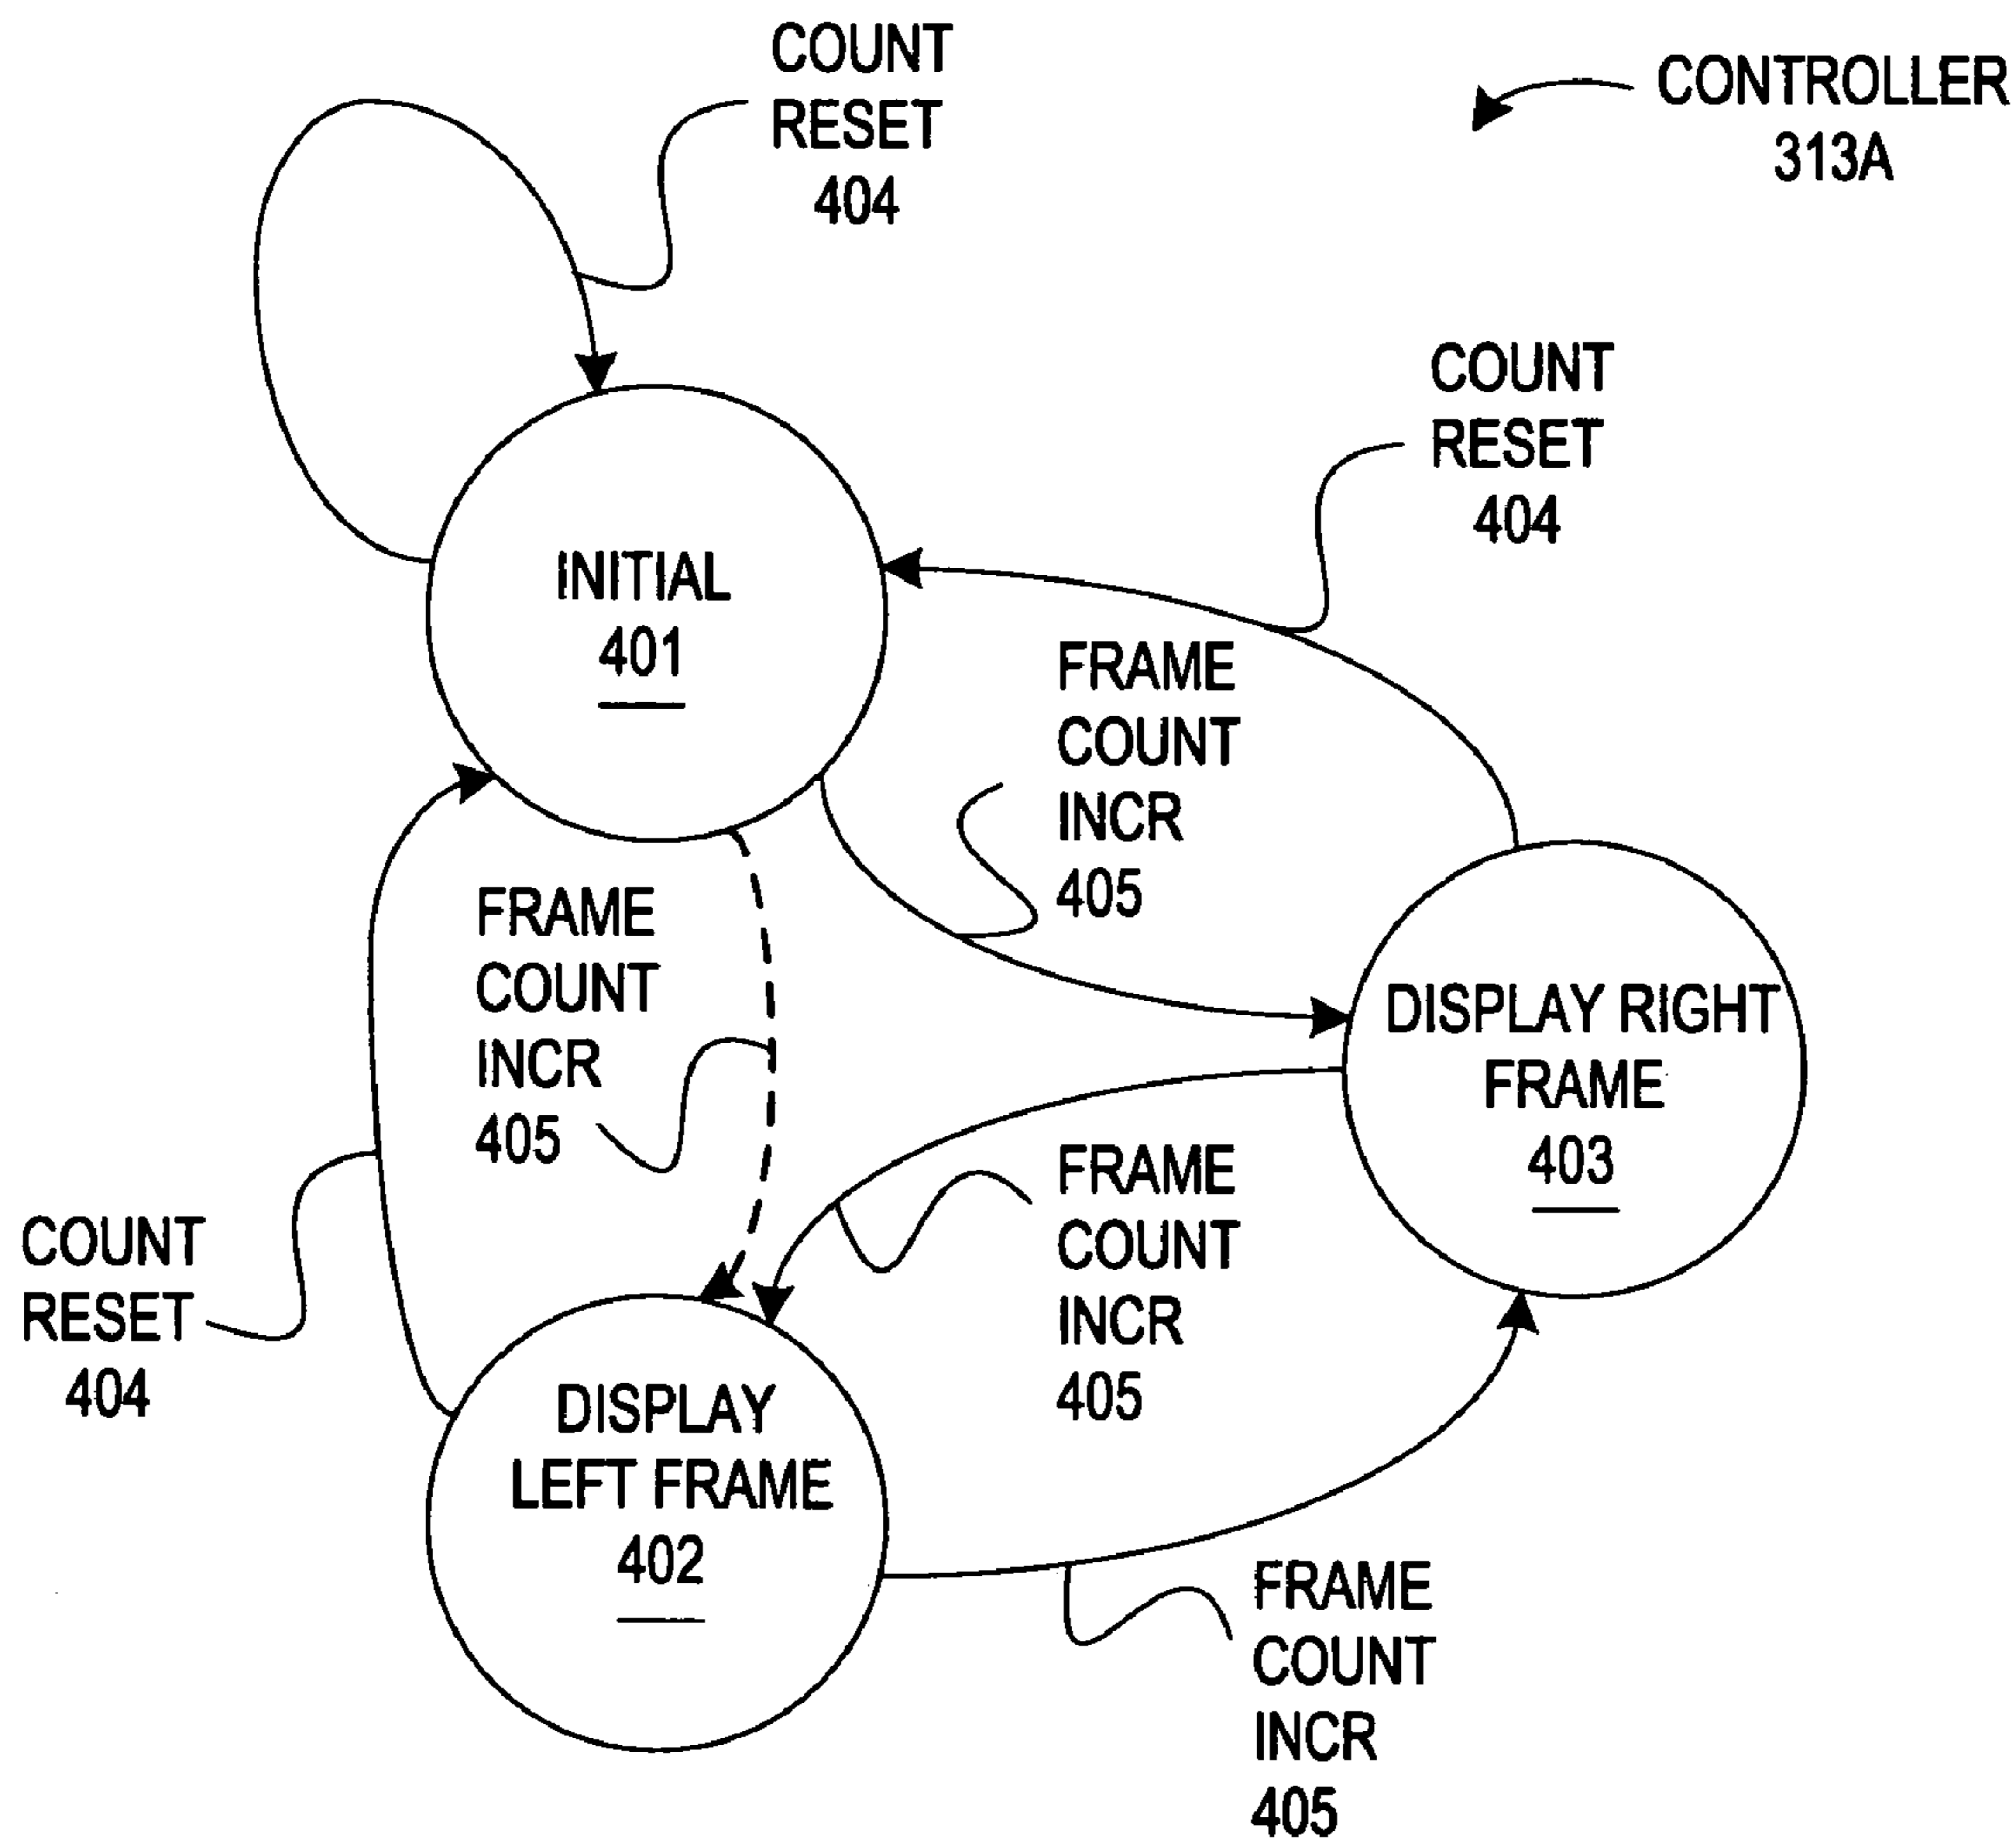 COUNT
RESET
404
CONTROLLER
313A
COUNT
RESET
404
INITIAL
401
FRAME
COUNT
INCR
405
FRAME
COUNT
INCR
405
DISPLAY RIGHT
FRAME
403
FRAME
COUNT
INCR
405
COUNT
RESET
404
DISPLAY
LEFT FRAME
402
FRAME
COUNT
INCR
405